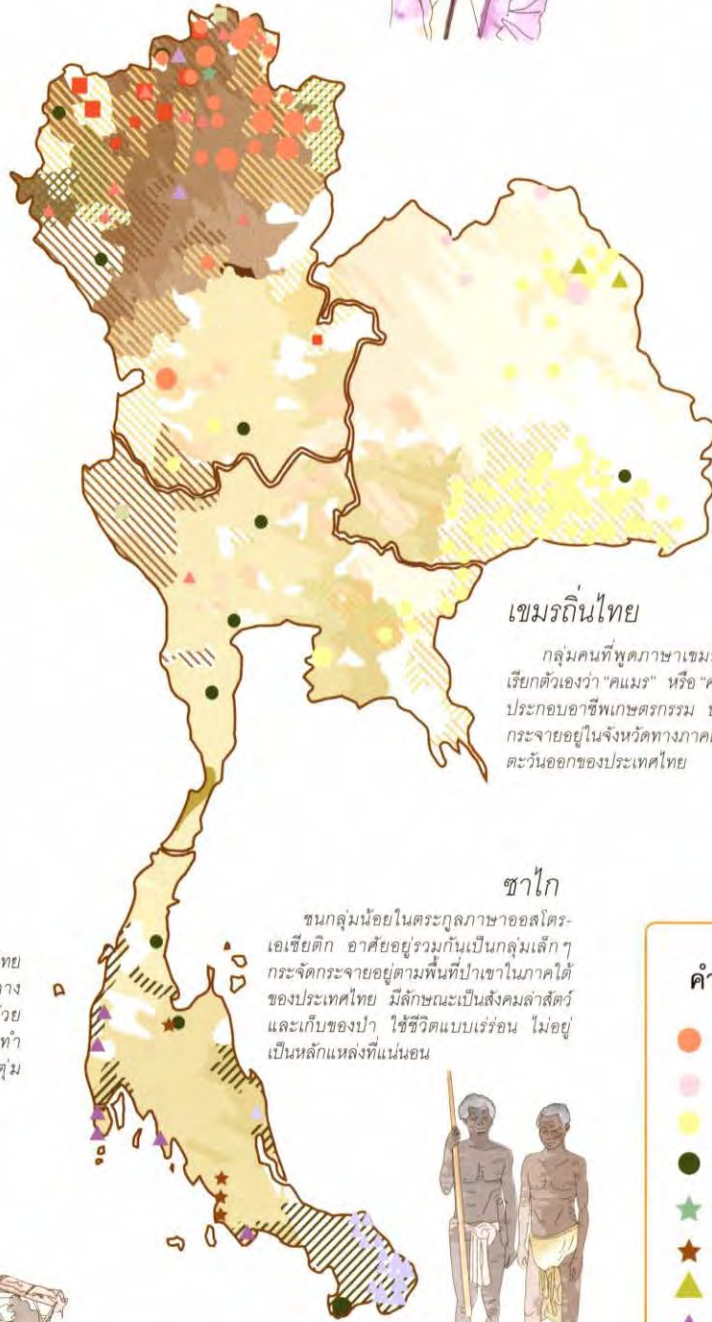 เขมรถิ่นไทย
กลุ่มคนที่พูดภาษาเขมร
เรียกตัวเองว่า "คแมร" หรือ
ประกอบอาชีพเกษตรกรรม
กระจายอยู่ในจังหวัดทาง
ตะวันออกของประเทศไทย
ซาไก
ชนกลุ่มน้อยในตระกูลภาษาออสโตร-
เอเชียติก อาศัยอยู่รวมกันเป็นกลุ่มเล็กๆ
กระจัดกระจายอยู่ตามพื้นที่ป่าเขาในภาคใต้
ของประเทศไทย มีลักษณะเป็นสังคมล่าสัตว์
และเก็บของป่า ใช้ชีวิตแบบเร่ร่อน ไม่อยู่
เป็นหลักแหล่งที่แน่นอน